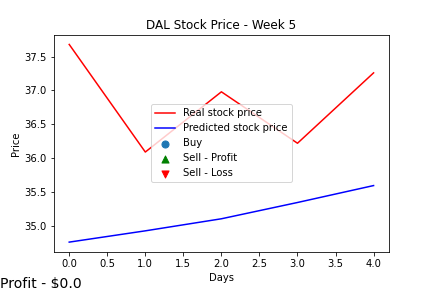 DAL Stock Price - Week 5
37.5
37.0
36.5
36.0
35.5
35.0
Price
Real stock price
Predicted stock price
Buy
Sell - Profit
Sell - Loss
0.0 0.5 1.0 1.5 2.0 2.5 3.0 3.5 4.0
Days
Profit - $0.0